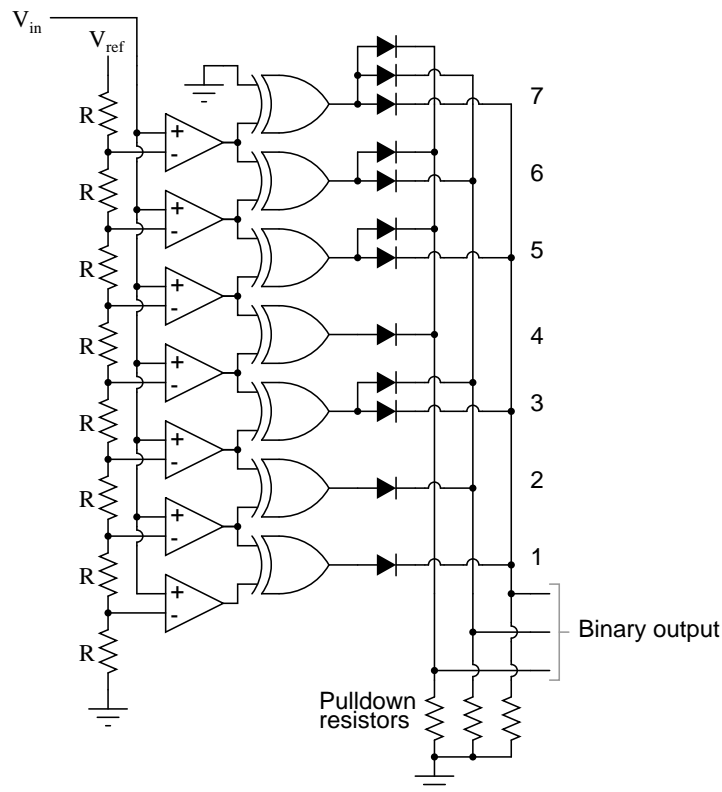 Vin
Vref
R
+
-
7
R
+
-
6
R
+
-
5
R
+
-
4
R
+
-
3
R
+
-
2
R
+
-
1
R
Binary output
Pulldown
resistors